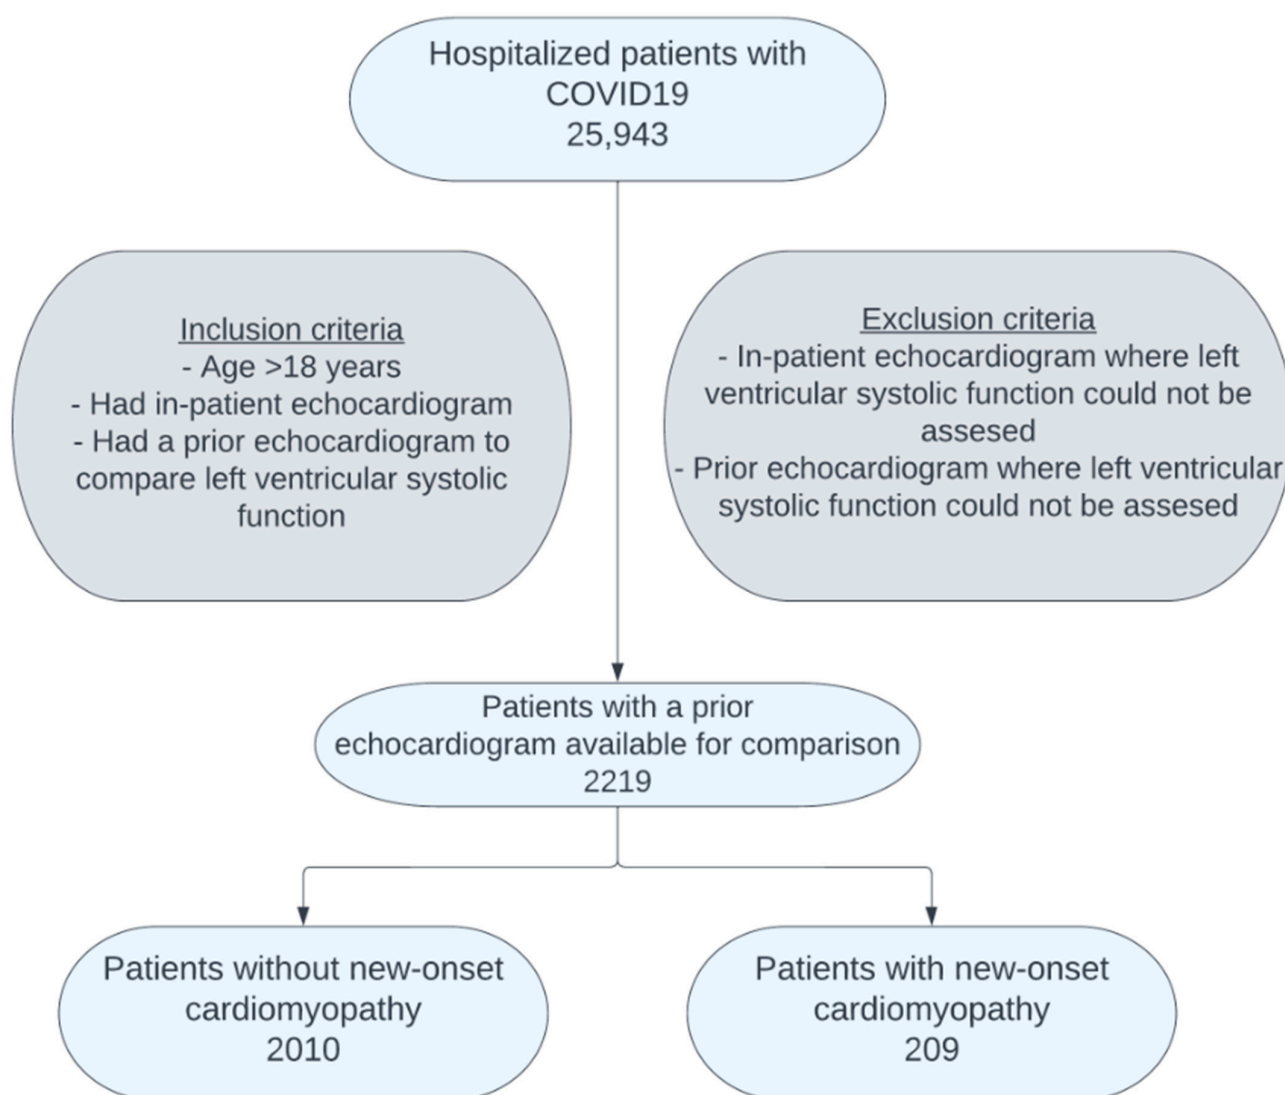 Hospitalized patients with
COVID19
25,943
Inclusion criteria
- Age >18 years
- Had in-patient echocardiogram
- Had a prior echocardiogram to
compare left ventricular systolic
function
Exclusion criteria
- In-patient echocardiogram where left
ventricular systolic function could not be
assesed
- Prior echocardiogram where left ventricular
systolic function could not be assesed
Patients with a prior
echocardiogram available for comparison
2219
Patients without new-onset
cardiomyopathy
2010
Patients with new-onset
cardiomyopathy
209